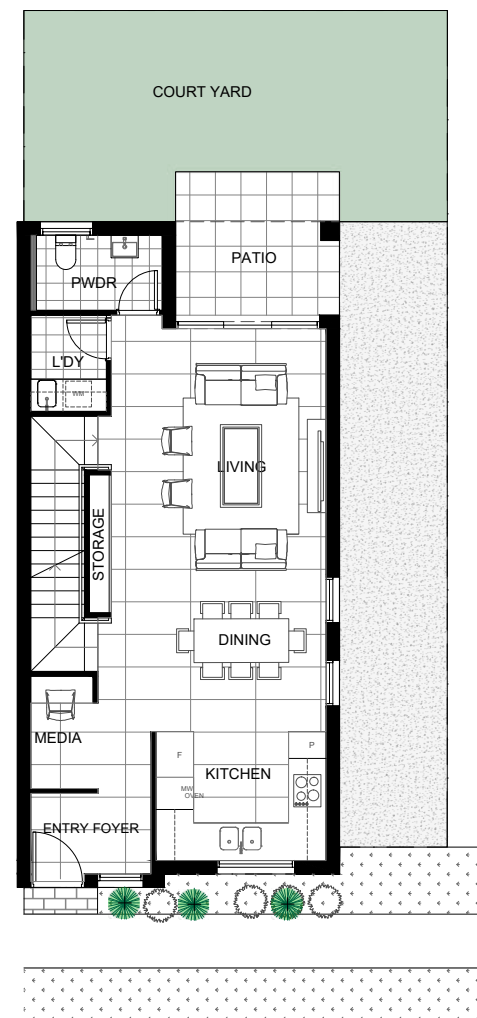 COURT YARD
PATIO
PWDR
L'DY
WM
LIVING
STORAGE
DINING
MEDIA
F
P
KITCHEN
MW
OVEN
ENTRY FOYER